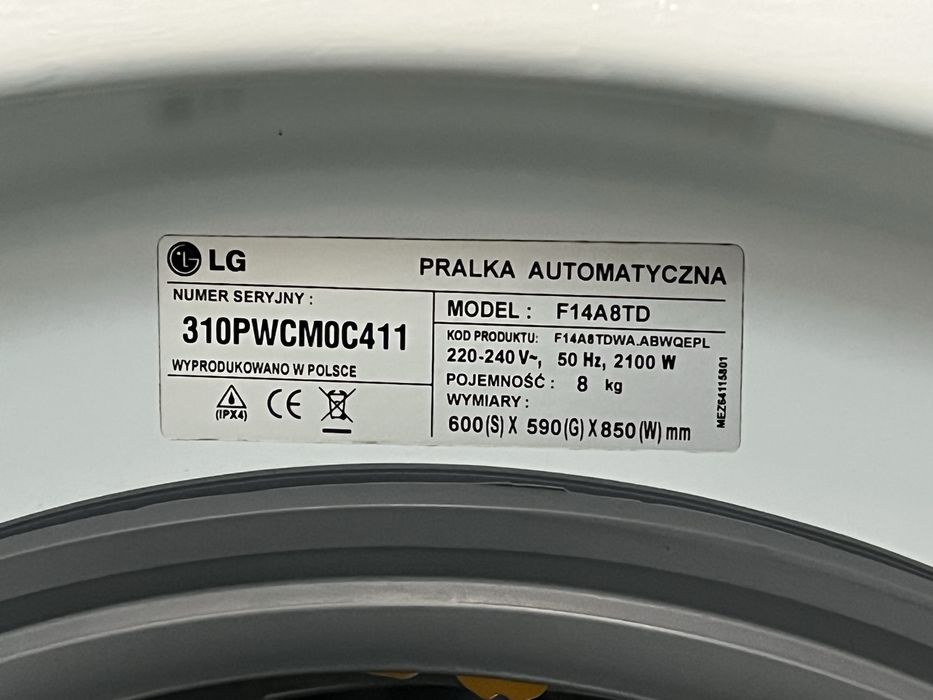 LG
PRALKA AUTOMATYCZNA
NUMER SERYJNY :
310PWCM0C411
WYPRODUKOWANO W POLSCE
(IPX4) CE
MODEL : F14A8TD
KOD PRODUKTU: F14A8TDWA.ABWQEPL
220-240 V~, 50 Hz, 2100 W
POJEMNOŚĆ : 8 kg
WYMIARY :
600(S) X 590(G) X 850(W) mm
MEZ64115801